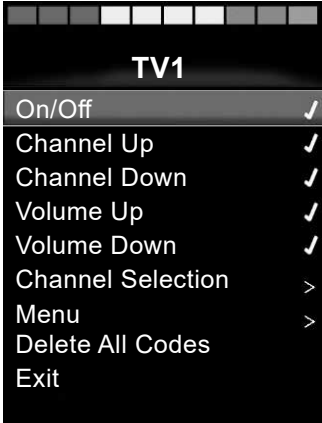 TV1
On/Off
Channel Up
Channel Down
Volume Up
Volume Down
Channel Selection >
Menu >
Delete All Codes
Exit